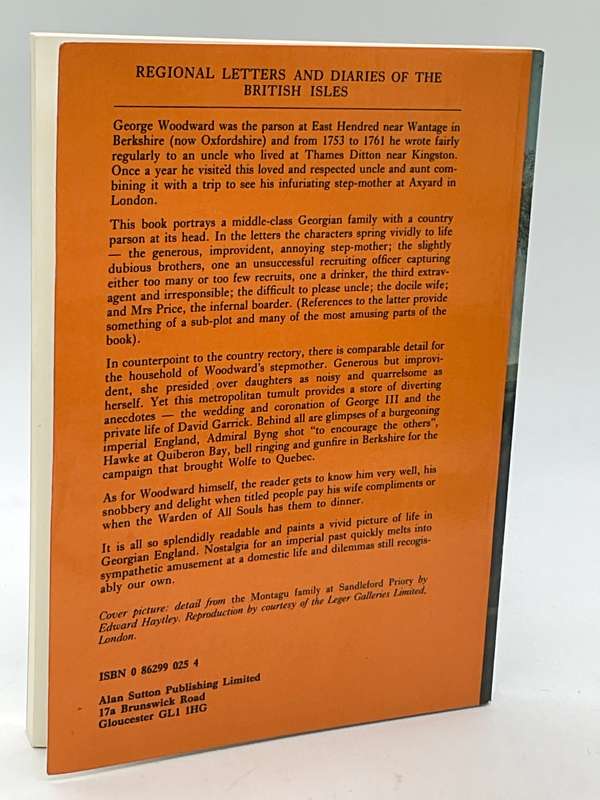 REGIONAL LETTERS AND DIARIES OF THE
BRITISH ISLES
George Woodward was the parson at East Hendred near Wantage in
Berkshire (now Oxfordshire) and from 1753 to 1761 he wrote fairly
regularly to an uncle who lived at Thames Ditton near Kingston.
Once a year he visited this loved and respected uncle and aunt com-
bining it with a trip to see his infuriating step-mother at Axyard in
London.
This book portrays a middle-class Georgian family with a country
parson at its head. In the letters the characters spring vividly to life
— the generous, improvident, annoying step-mother; the slightly
dubious brothers, one an unsuccessful recruiting officer capturing
either too many or too few recruits, one a drinker, the third extrav-
agent and irresponsible; the difficult to please uncle; the docile wife;
and Mrs Price, the infernal boarder. (References to the latter provide
something of a sub-plot and many of the most amusing parts of the
book).
In counterpoint to the country rectory, there is comparable detail for
the household of Woodward's stepmother. Generous but improvi-
dent, she presided over daughters as noisy and quarrelsome as
herself. Yet this metropolitan tumult provides a store of diverting
anecdotes — the wedding and coronation of George III and the
private life of David Garrick. Behind all are glimpses of a burgeoning
imperial England, Admiral Byng shot "to encourage the others",
Hawke at Quiberon Bay, bell ringing and gunfire in Berkshire for the
campaign that brought Wolfe to Quebec.
As for Woodward himself, the reader gets to know him very well, his
snobbery and delight when titled people pay his wife compliments or
when the Warden of All Souls has them to dinner.
It is all so splendidly readable and paints a vivid picture of life in
Georgian England. Nostalgia for an imperial past quickly melts into
sympathetic amusement at a domestic life and dilemmas still recogis-
ably our own.
Cover picture: detail from the Montagu family at Sandleford Priory by
Edward Haytley. Reproduction by courtesy of the Leger Galleries Limited,
London.
ISBN 0 86299 025 4
Alan Sutton Publishing Limited
17a Brunswick Road
Gloucester GL1 1HG